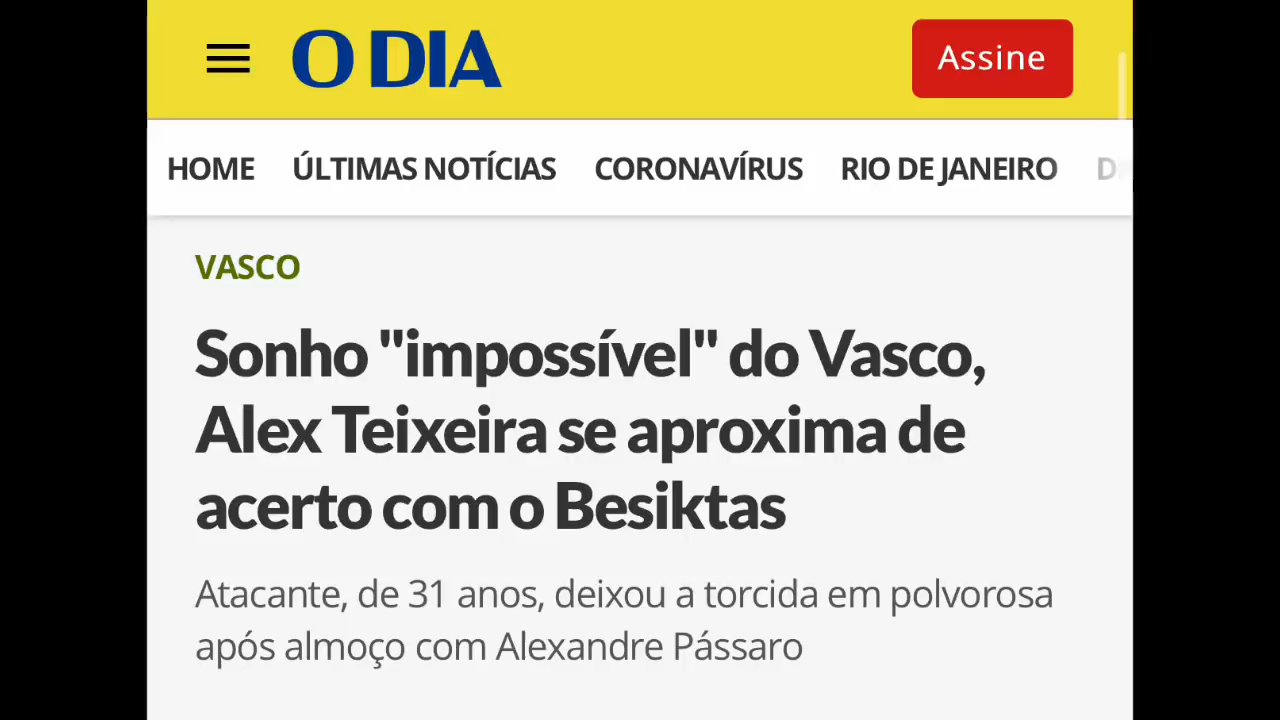 O DIA
Assine
HOME ÚLTIMAS NOTÍCIAS CORONAVÍRUS RIO DE JANEIRO
VASCO
Sonho "impossível" do Vasco,
Alex Teixeira se aproxima de
acerto com o Besiktas
Atacante, de 31 anos, deixou a torcida em polvorosa
após almoço com Alexandre Pássaro